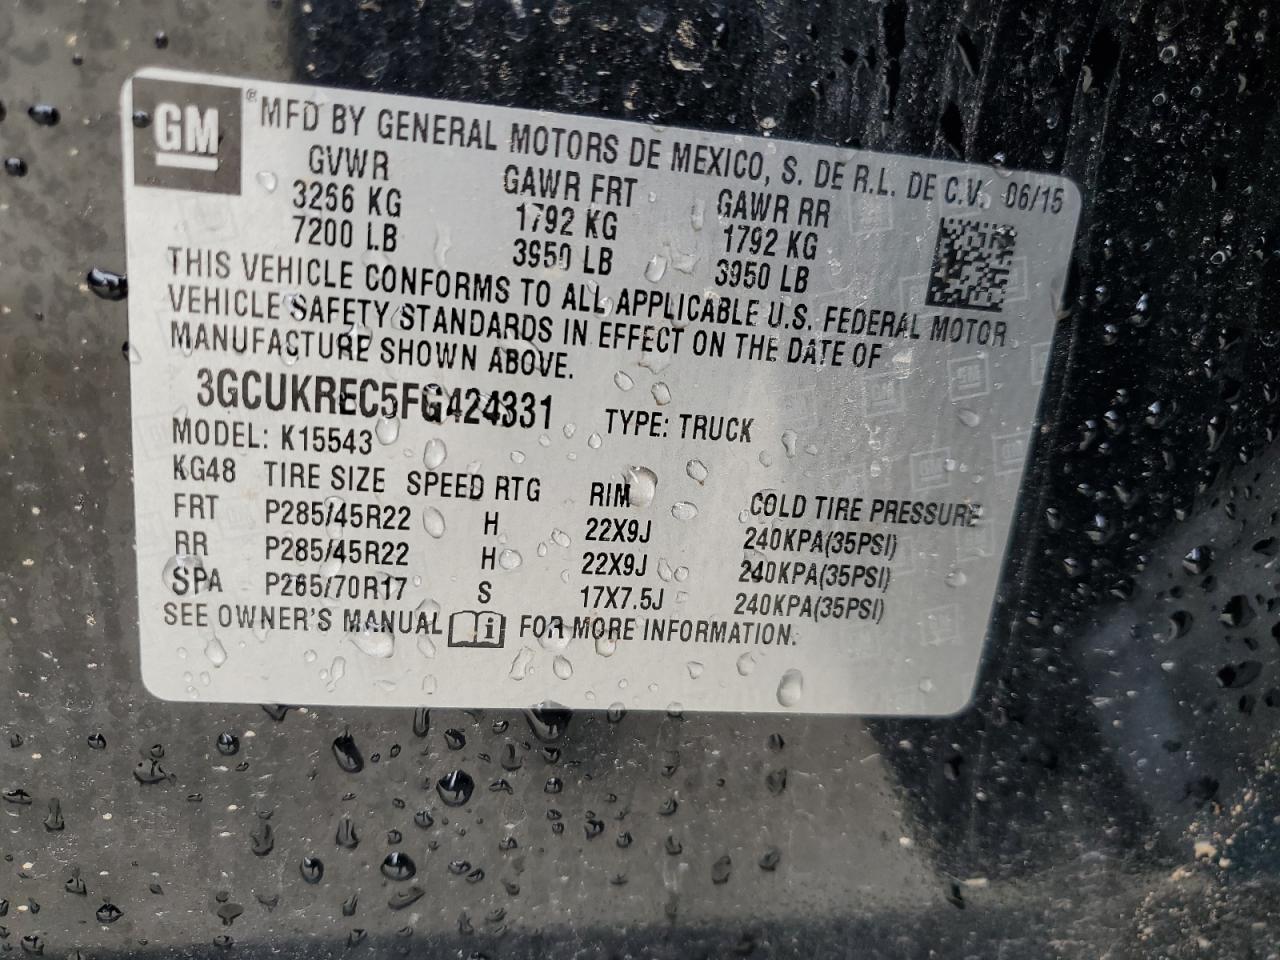 GM
® MFD BY GENERAL MOTORS DE MEXICO, S. DE R.L. DE C.V. 06/15
GVWR GAWR FRT GAWR RR
3266 KG 1792 KG 1792 KG
7200 LB 3950 LB 3950 LB
THIS VEHICLE CONFORMS TO ALL APPLICABLE U.S. FEDERAL MOTOR
VEHICLE SAFETY STANDARDS IN EFFECT ON THE DATE OF
MANUFACTURE SHOWN ABOVE.
3GCUKREC5FG424331 TYPE: TRUCK
MODEL: K15543
KG48 TIRE SIZE SPEED RTG RIM COLD TIRE PRESSURE
FRT P285/45R22 H 22X9J 240KPA(35PSI)
RR P285/45R22 H 22X9J 240KPA(35PSI)
SPA P265/70R17 S 17X7.5J 240KPA(35PSI)
SEE OWNER'S MANUAL i FOR MORE INFORMATION.